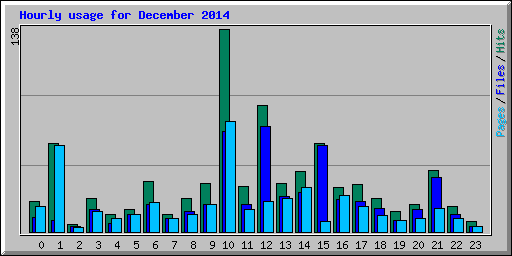 Hourly usage for December 2014
138
Pages / Files / Hits
0 1 2 3 4 5 6 7 8 9 10 11 12 13 14 15 16 17 18 19 20 21 22 23